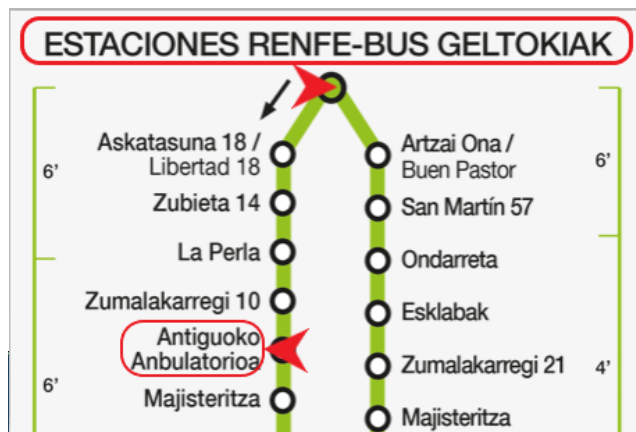 ESTACIONES RENFE-BUS GELTOKIAK
Askatasuna 18 /
Libertad 18
Zubieta 14
La Perla
Zumalakarregi 10
Antiguoko
Anbulatorioa
Majisteritza
6’
6’
Artzai Ona /
Buen Pastor
San Martín 57
Ondarreta
Esklabak
Zumalakarregi 21
Majisteritza
6’
4’